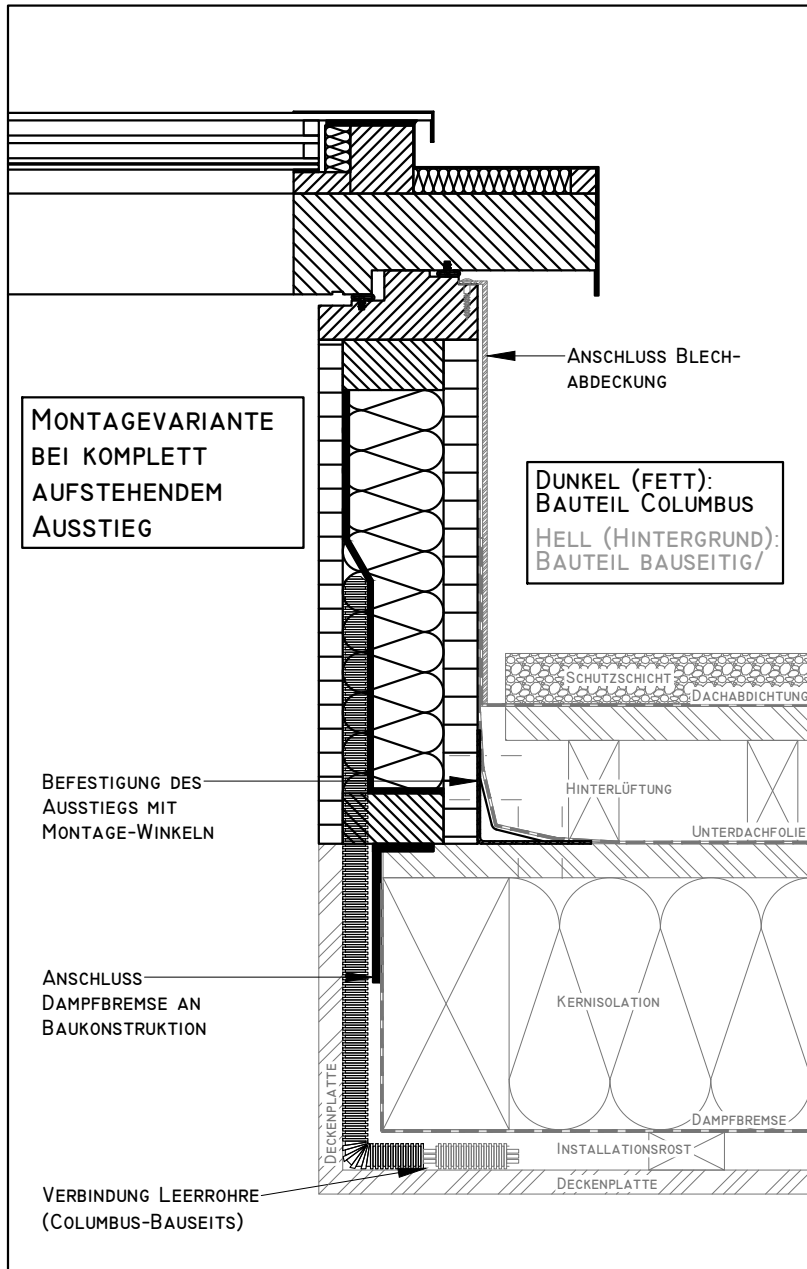 Anschluss Blech-
abdeckung
Montagevariante
bei komplett
aufstehendem
Ausstieg
Dunkel (fett):
Bauteil Columbus
Hell (Hintergrund):
Bauteil bauseitig/
Schutzschicht
Dachabdichtung
Befestigung des
Ausstiegs mit
Montage-Winkeln
Hinterlüftung
Unterdachfolie
Anschluss
Dampfbremse an
Baukonstruktion
Kernisolation
Deckenplatte
Dampfbremse
Installationsrost
Deckenplatte
Verbindung Leerrohre
(Columbus-Bauseits)